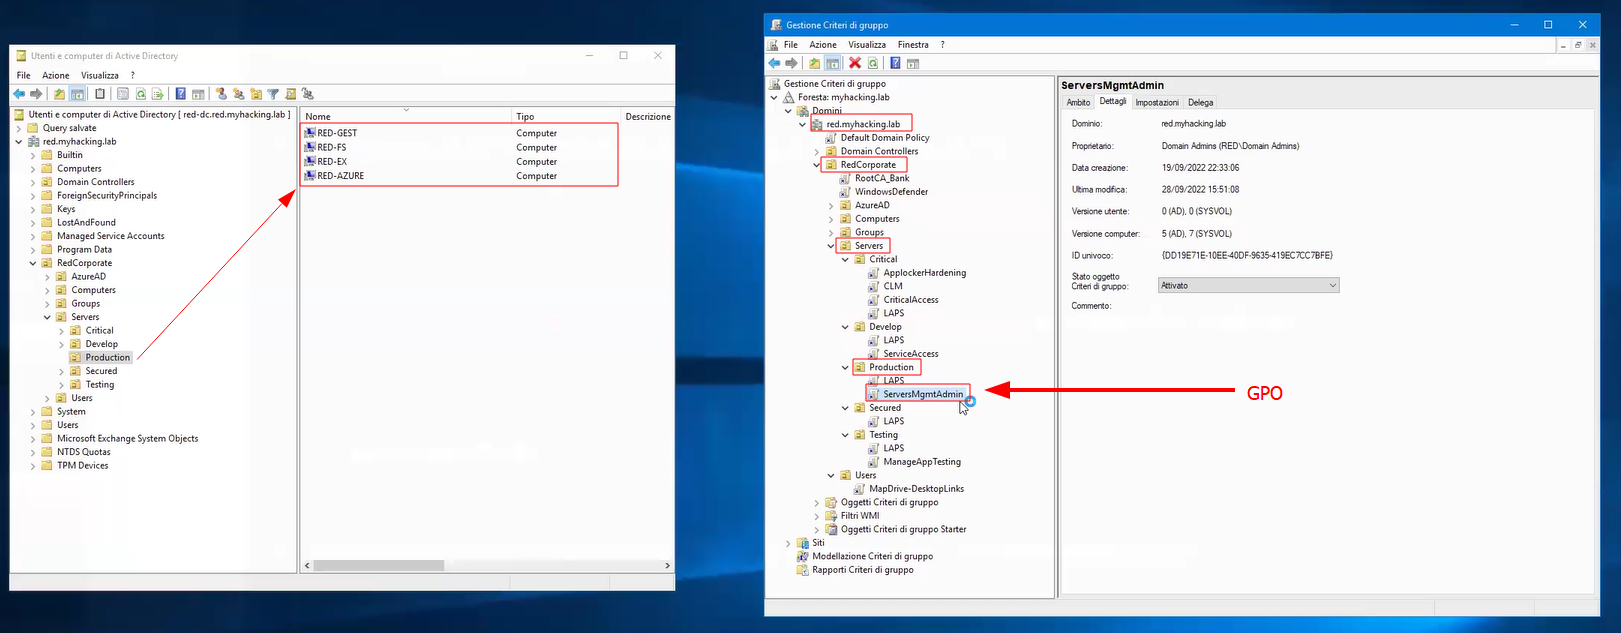 Utenti e computer di Active Directory
File Azione Visualizza ?
Utenti e computer di Active Directory [ red-dc.red.myhacking.lab ]
Query salvate
red.myhacking.lab
Builtin
Computers
Domain Controllers
ForeignSecurityPrincipals
Keys
LostAndFound
Managed Service Accounts
Program Data
RedCorporate
AzureAD
Computers
Groups
Servers
Critical
Develop
Production
Secured
Testing
Users
System
Users
Microsoft Exchange System Objects
NTDS Quotas
TPM Devices
Nome Tipo Descrizione
RED-GEST Computer
RED-FS Computer
RED-EX Computer
RED-AZURE Computer
Gestione Criteri di gruppo
File Azione Visualizza Finestra ?
Gestione Criteri di gruppo
Foresta: myhacking.lab
Domini
red.myhacking.lab
Default Domain Policy
Domain Controllers
RedCorporate
RootCA_Bank
WindowsDefender
AzureAD
Computers
Groups
Servers
Critical
ApplockerHardening
CLM
CriticalAccess
LAPS
Develop
LAPS
ServiceAccess
Production
LAPS
ServersMgmtAdmin
Secured
LAPS
Testing
LAPS
ManageAppTesting
Users
MapDrive-DesktopLinks
Oggetti Criteri di gruppo
Filtri WMI
Oggetti Criteri di gruppo Starter
Siti
Modellazione Criteri di gruppo
Rapporti Criteri di gruppo
ServersMgmtAdmin
Ambito Dettagli Impostazioni Delega
Dominio: red.myhacking.lab
Proprietario: Domain Admins (RED\Domain Admins)
Data creazione: 19/09/2022 22:33:06
Ultima modifica: 28/09/2022 15:51:08
Versione utente: 0 (AD), 0 (SYSVOL)
Versione computer: 5 (AD), 7 (SYSVOL)
ID univoco: {DD19E71E-10EE-40DF-9635-419EC7CC7BFE}
Stato oggetto
Criteri di gruppo: Attivato
Commento:
GPO